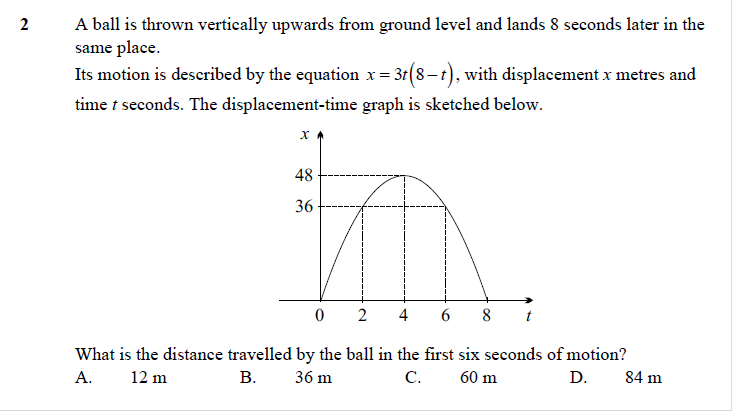 2 A ball is thrown vertically upwards from ground level and lands 8 seconds later in the
same place.
Its motion is described by the equation x = 3t(8 – t), with displacement x metres and
time t seconds. The displacement-time graph is sketched below.
x
48
36
0 2 4 6 8 t
What is the distance travelled by the ball in the first six seconds of motion?
A. 12 m B. 36 m C. 60 m D. 84 m